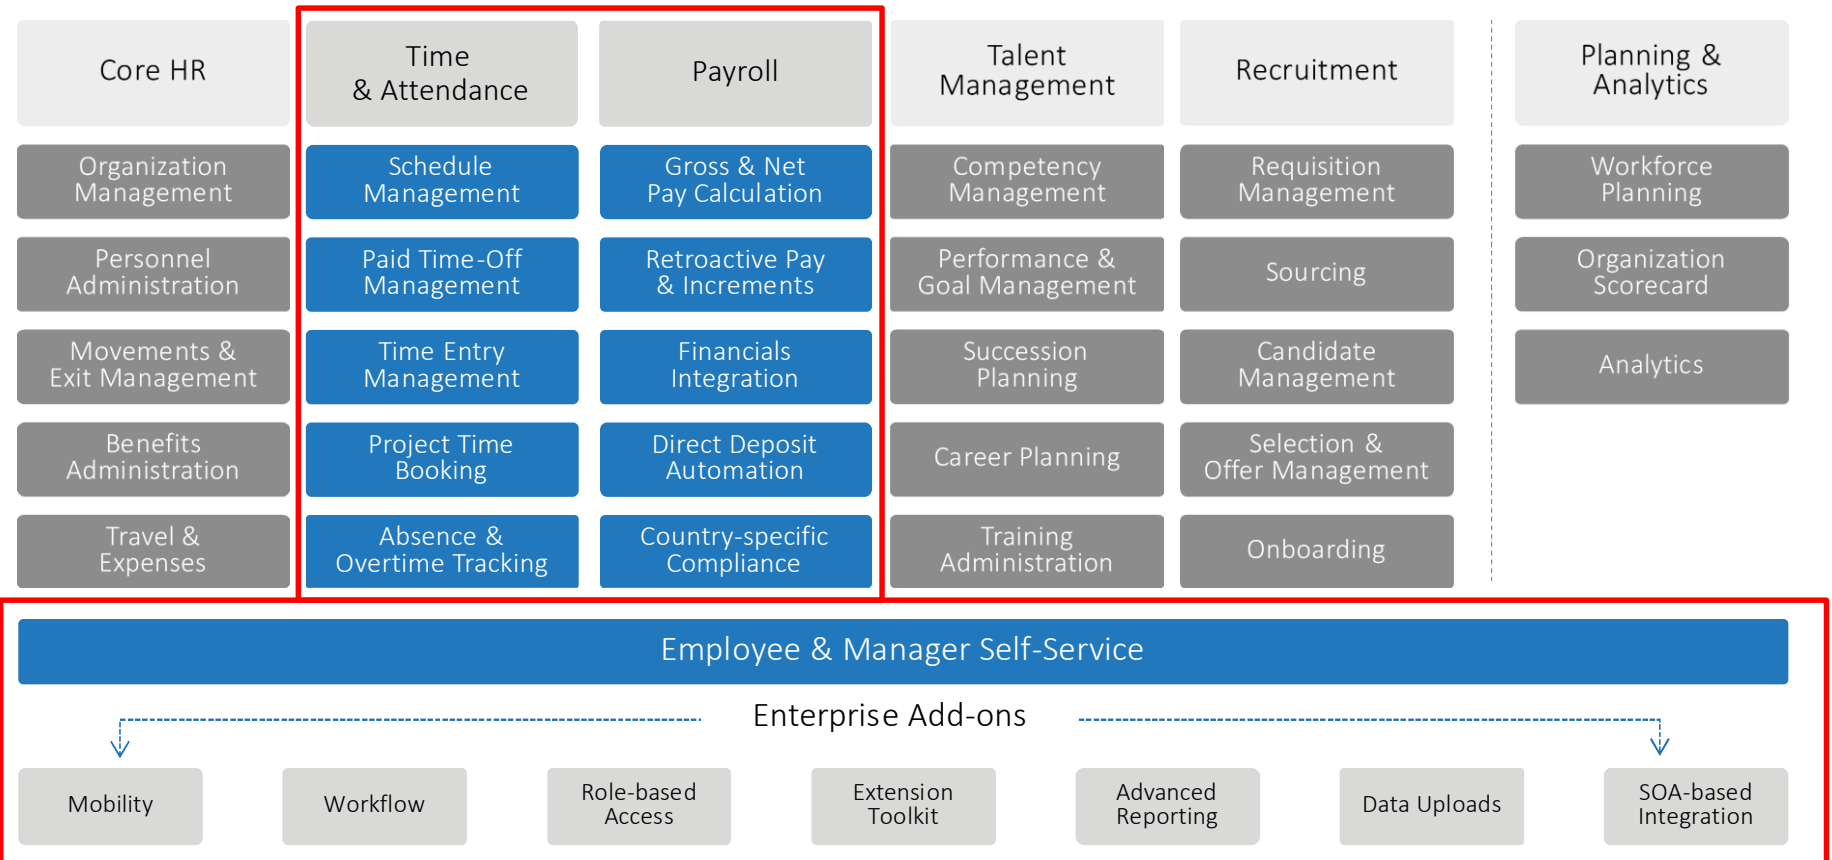 Core HR
Time
& Attendance
Payroll
Talent
Management
Recruitment
Planning &
Analytics
Organization
Management
Schedule
Management
Gross & Net
Pay Calculation
Competency
Management
Requisition
Management
Workforce
Planning
Personnel
Administration
Paid Time-Off
Management
Retroactive Pay
& Increments
Performance &
Goal Management
Sourcing
Organization
Scorecard
Movements &
Exit Management
Time Entry
Management
Financials
Integration
Succession
Planning
Candidate
Management
Analytics
Benefits
Administration
Project Time
Booking
Direct Deposit
Automation
Career Planning
Selection &
Offer Management
Travel &
Expenses
Absence &
Overtime Tracking
Country-specific
Compliance
Training
Administration
Onboarding
Employee & Manager Self-Service
Enterprise Add-ons
Mobility
Workflow
Role-based
Access
Extension
Toolkit
Advanced
Reporting
Data Uploads
SOA-based
Integration